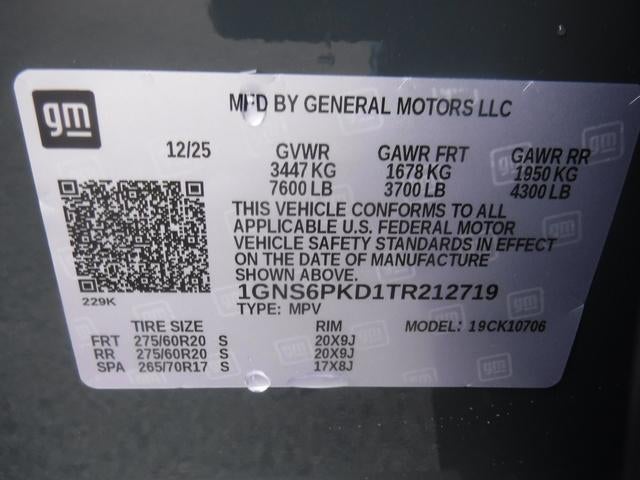 gm
MFD BY GENERAL MOTORS LLC
12/25 GVWR GAWR FRT GAWR RR
3447 KG 1678 KG 1950 KG
7600 LB 3700 LB 4300 LB
THIS VEHICLE CONFORMS TO ALL
APPLICABLE U.S. FEDERAL MOTOR
VEHICLE SAFETY STANDARDS IN EFFECT
ON THE DATE OF MANUFACTURE
SHOWN ABOVE.
229K
1GNS6PKD1TR212719
TYPE: MPV
TIRE SIZE RIM MODEL: 19CK10706
FRT 275/60R20 S 20X9J
RR 275/60R20 S 20X9J
SPA 265/70R17 S 17X8J